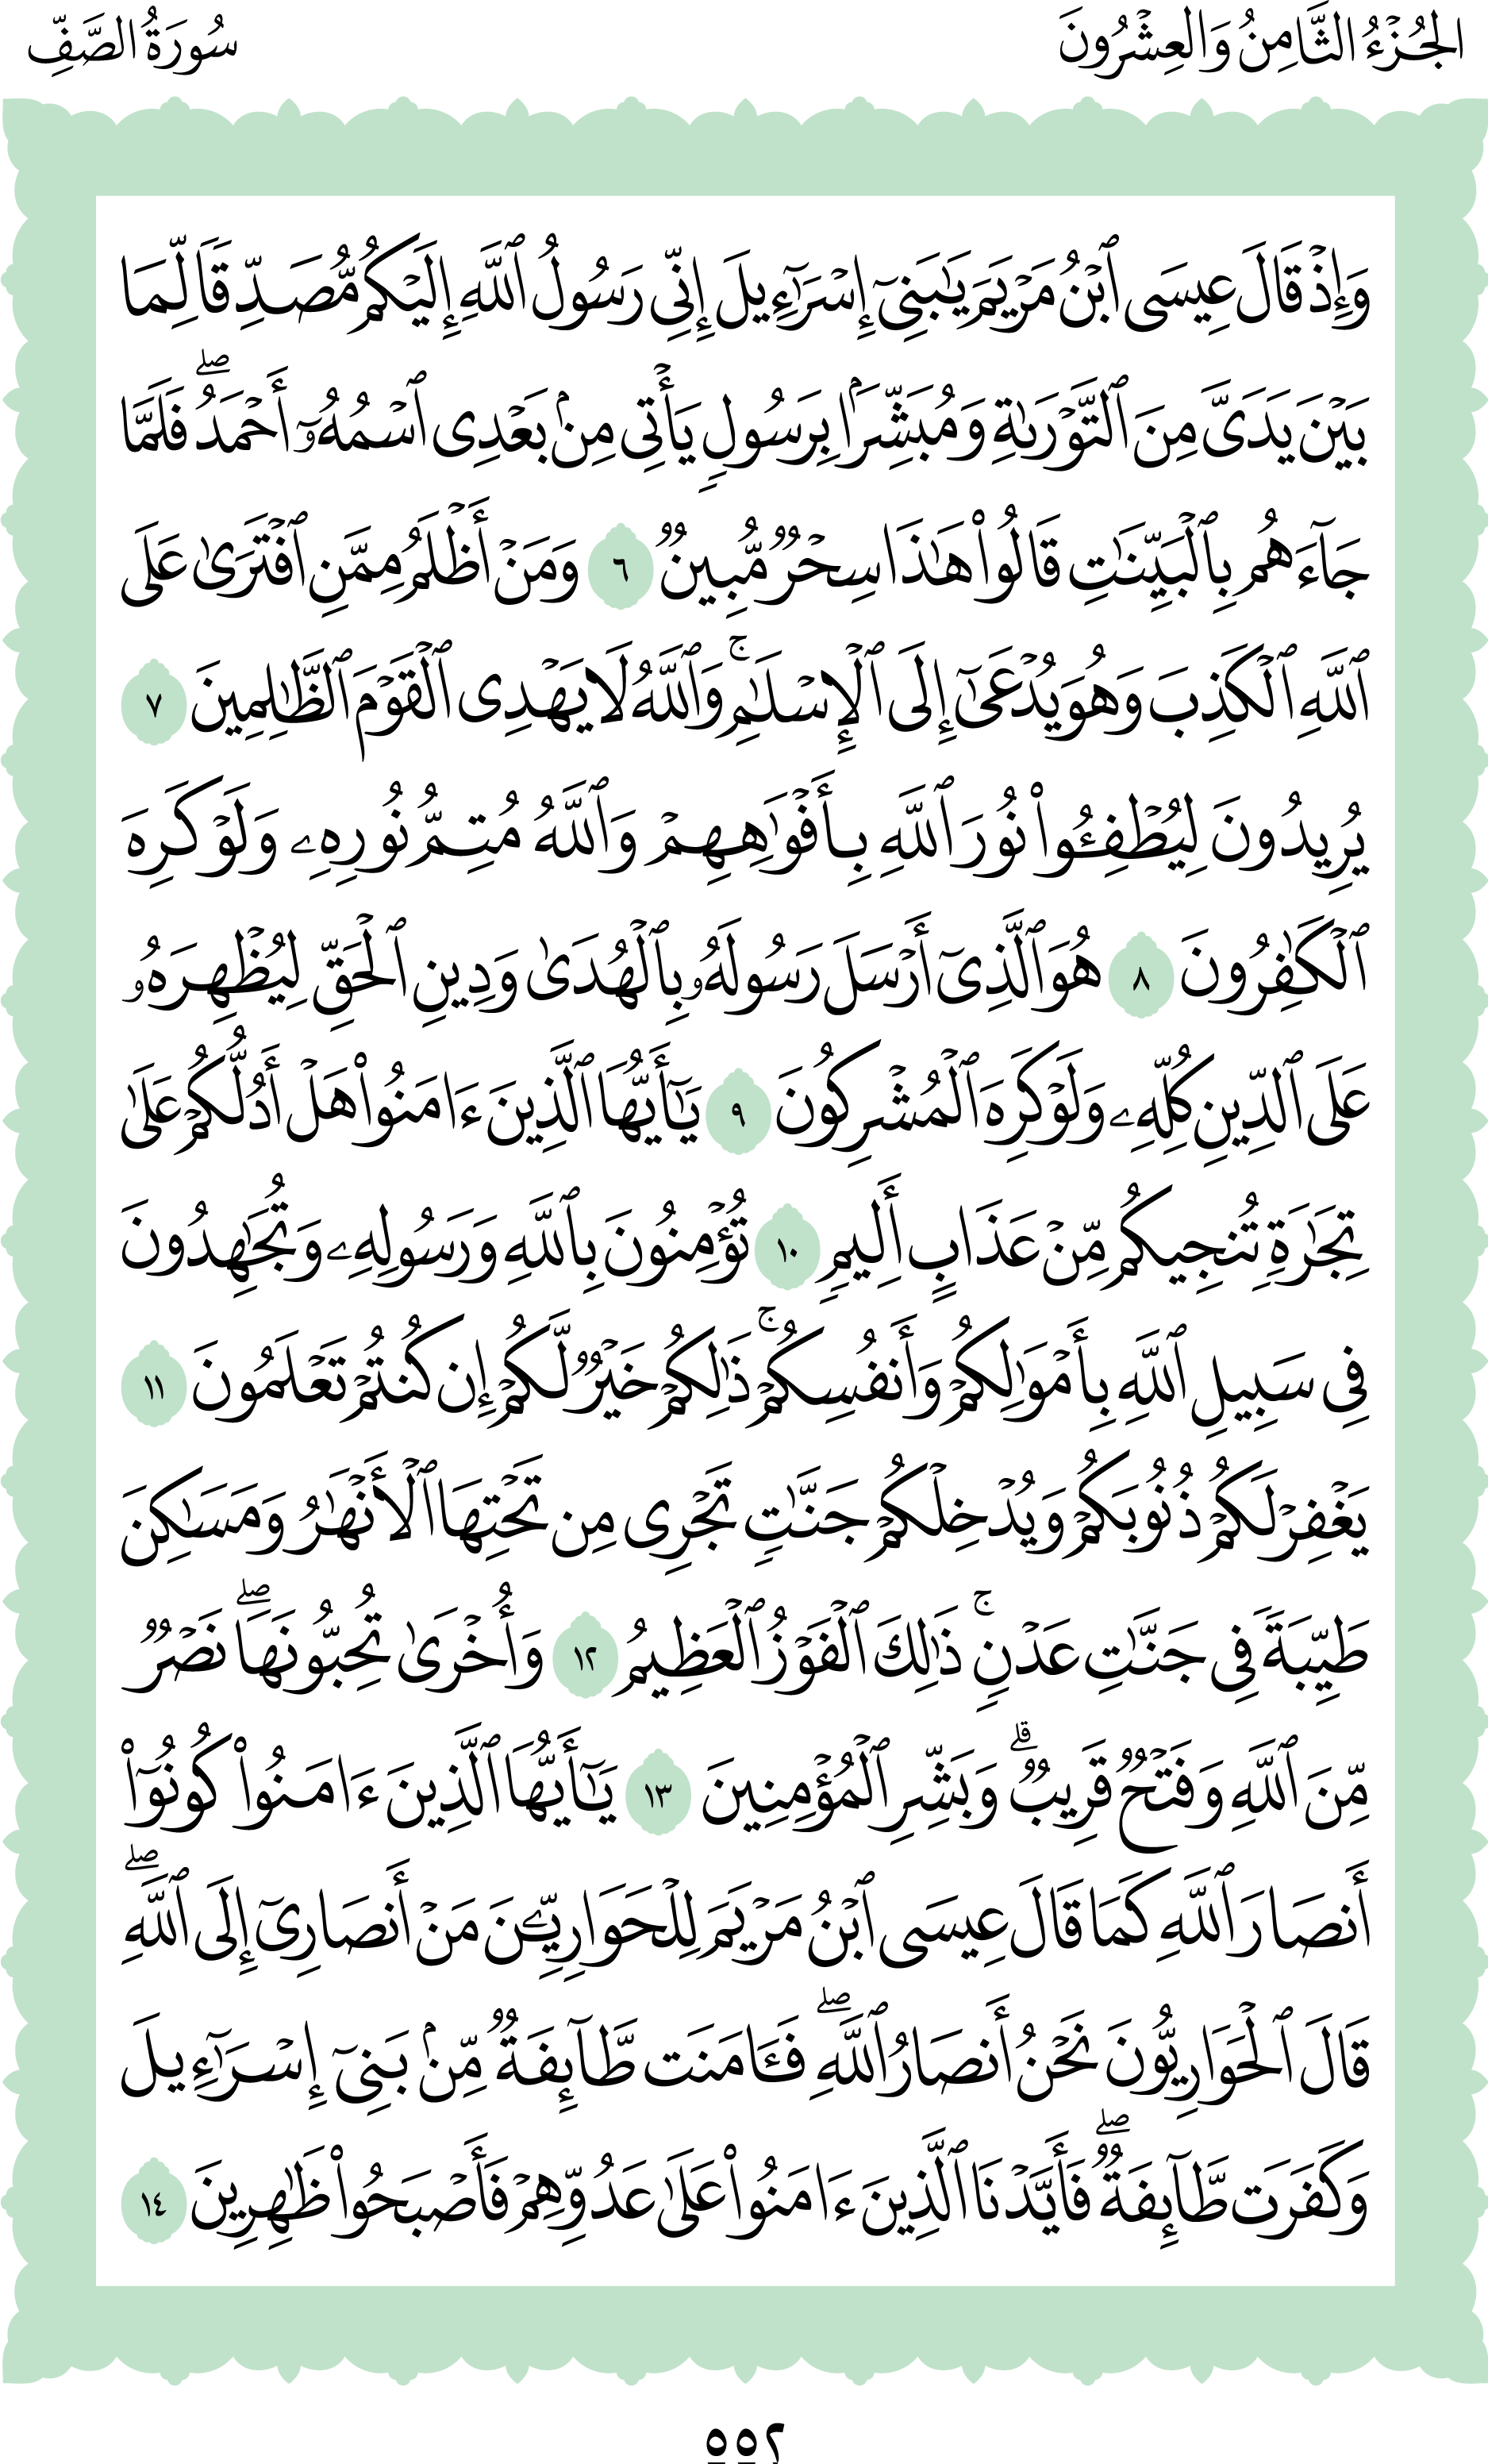 الجُزْءُ الثَّامِنُ وَالعِشْرُونَ
سُورَةُ الصَّفِّ
وَإِذۡ قَالَ عِيسَى ٱبۡنُ مَرۡيَمَ يَٰبَنِيٓ إِسۡرَٰٓءِيلَ إِنِّي رَسُولُ ٱللَّهِ إِلَيۡكُم مُّصَدِّقٗا لِّمَا
بَيۡنَ يَدَيَّ مِنَ ٱلتَّوۡرَىٰةِ وَمُبَشِّرَۢا بِرَسُولٖ يَأۡتِي مِنۢ بَعۡدِي ٱسۡمُهُۥٓ أَحۡمَدُۖ فَلَمَّا
جَآءَهُم بِٱلۡبَيِّنَٰتِ قَالُواْ هَٰذَا سِحۡرٞ مُّبِينٞ ٦ وَمَنۡ أَظۡلَمُ مِمَّنِ ٱفۡتَرَىٰ عَلَى
ٱللَّهِ ٱلۡكَذِبَ وَهُوَ يُدۡعَىٰٓ إِلَى ٱلۡإِسۡلَٰمِۚ وَٱللَّهُ لَا يَهۡدِي ٱلۡقَوۡمَ ٱلظَّٰلِمِينَ ٧
يُرِيدُونَ لِيُطۡفِـُٔواْ نُورَ ٱللَّهِ بِأَفۡوَٰهِهِمۡ وَٱللَّهُ مُتِمُّ نُورِهِۦ وَلَوۡ كَرِهَ
ٱلۡكَٰفِرُونَ ٨ هُوَ ٱلَّذِيٓ أَرۡسَلَ رَسُولَهُۥ بِٱلۡهُدَىٰ وَدِينِ ٱلۡحَقِّ لِيُظۡهِرَهُۥ
عَلَى ٱلدِّينِ كُلِّهِۦ وَلَوۡ كَرِهَ ٱلۡمُشۡرِكُونَ ٩ يَٰٓأَيُّهَا ٱلَّذِينَ ءَامَنُواْ هَلۡ أَدُلُّكُمۡ عَلَىٰ
تِجَٰرَةٖ تُنجِيكُم مِّنۡ عَذَابٍ أَلِيمٖ ١٠ تُؤۡمِنُونَ بِٱللَّهِ وَرَسُولِهِۦ وَتُجَٰهِدُونَ
فِي سَبِيلِ ٱللَّهِ بِأَمۡوَٰلِكُمۡ وَأَنفُسِكُمۡۚ ذَٰلِكُمۡ خَيۡرٞ لَّكُمۡ إِن كُنتُمۡ تَعۡلَمُونَ ١١
يَغۡفِرۡ لَكُمۡ ذُنُوبَكُمۡ وَيُدۡخِلۡكُمۡ جَنَّٰتٖ تَجۡرِي مِن تَحۡتِهَا ٱلۡأَنۡهَٰرُ وَمَسَٰكِنَ
طَيِّبَةٗ فِي جَنَّٰتِ عَدۡنٖۚ ذَٰلِكَ ٱلۡفَوۡزُ ٱلۡعَظِيمُ ١٢ وَأُخۡرَىٰ تُحِبُّونَهَاۖ نَصۡرٞ
مِّنَ ٱللَّهِ وَفَتۡحٞ قَرِيبٞۗ وَبَشِّرِ ٱلۡمُؤۡمِنِينَ ١٣ يَٰٓأَيُّهَا ٱلَّذِينَ ءَامَنُواْ كُونُوٓاْ
أَنصَارَ ٱللَّهِ كَمَا قَالَ عِيسَى ٱبۡنُ مَرۡيَمَ لِلۡحَوَارِيِّـۧنَ مَنۡ أَنصَارِيٓ إِلَى ٱللَّهِۖ
قَالَ ٱلۡحَوَارِيُّونَ نَحۡنُ أَنصَارُ ٱللَّهِۖ فَـَٔامَنَت طَّآئِفَةٞ مِّنۢ بَنِيٓ إِسۡرَٰٓءِيلَ
وَكَفَرَت طَّآئِفَةٞۖ فَأَيَّدۡنَا ٱلَّذِينَ ءَامَنُواْ عَلَىٰ عَدُوِّهِمۡ فَأَصۡبَحُواْ ظَٰهِرِينَ ١٤
٥٥٢